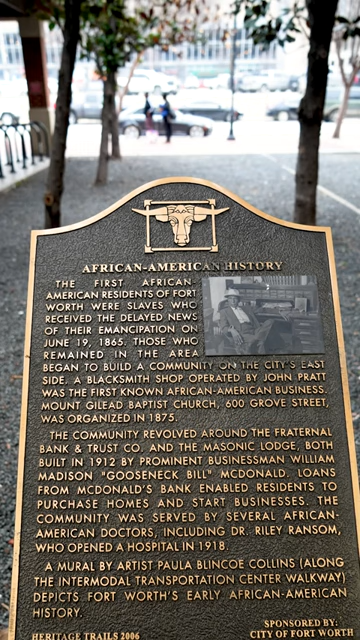 AFRICAN-AMERICAN HISTORY
THE FIRST AFRICAN-
AMERICAN RESIDENTS OF FORT
WORTH WERE SLAVES WHO
RECEIVED THE DELAYED NEWS
OF THEIR EMANCIPATION ON
JUNE 19, 1865. THOSE WHO
REMAINED IN THE AREA
BEGAN TO BUILD A COMMUNITY ON THE CITY'S EAST
SIDE. A BLACKSMITH SHOP OPERATED BY JOHN PRATT
WAS THE FIRST KNOWN AFRICAN-AMERICAN BUSINESS.
MOUNT GILEAD BAPTIST CHURCH, 600 GROVE STREET,
WAS ORGANIZED IN 1875.
THE COMMUNITY REVOLVED AROUND THE FRATERNAL
BANK & TRUST CO. AND THE MASONIC LODGE, BOTH
BUILT IN 1912 BY PROMINENT BUSINESSMAN WILLIAM
MADISON "GOOSENECK BILL" MCDONALD. LOANS
FROM MCDONALD'S BANK ENABLED RESIDENTS TO
PURCHASE HOMES AND START BUSINESSES. THE
COMMUNITY WAS SERVED BY SEVERAL AFRICAN-
AMERICAN DOCTORS, INCLUDING DR. RILEY RANSOM,
WHO OPENED A HOSPITAL IN 1918.
A MURAL BY ARTIST PAULA BLINCOE COLLINS (ALONG
THE INTERMODAL TRANSPORTATION CENTER WALKWAY)
DEPICTS FORT WORTH'S EARLY AFRICAN-AMERICAN
HISTORY.
HERITAGE TRAILS 2006
SPONSORED BY:
CITY OF FORT WORTH